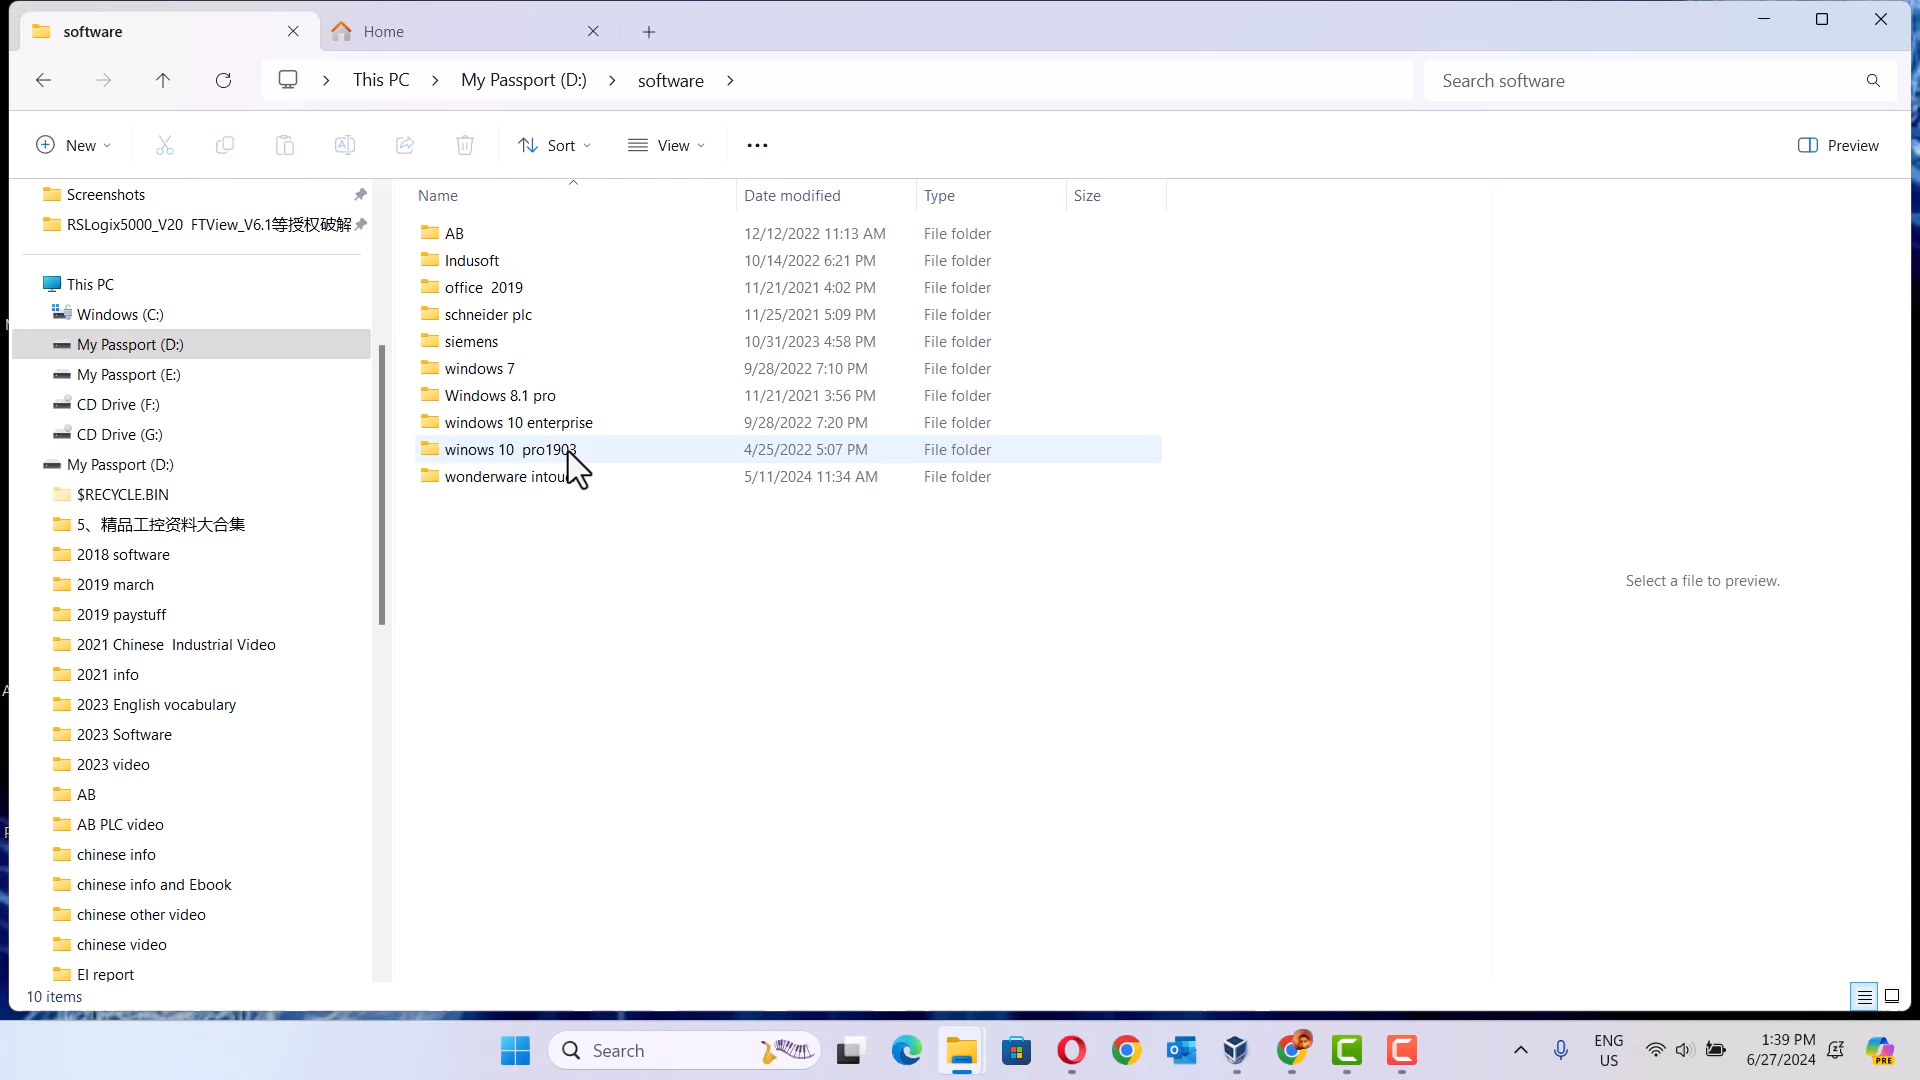 software
Home
This PC
My Passport (D:)
software
Search software
New
Sort
View
Preview
Screenshots
RSLogix5000_V20 FTView_V6.1等授权破解
This PC
Windows (C:)
My Passport (D:)
My Passport (E:)
CD Drive (F:)
CD Drive (G:)
My Passport (D:)
$RECYCLE.BIN
5、精品工控资料大合集
2018 software
2019 march
2019 paystuff
2021 Chinese Industrial Video
2021 info
2023 English vocabulary
2023 Software
2023 video
AB
AB PLC video
chinese info
chinese info and Ebook
chinese other video
chinese video
EI report
Name Date modified Type Size
AB 12/12/2022 11:13 AM File folder
Indusoft 10/14/2022 6:21 PM File folder
office 2019 11/21/2021 4:02 PM File folder
schneider plc 11/25/2021 5:09 PM File folder
siemens 10/31/2023 4:58 PM File folder
windows 7 9/28/2022 7:10 PM File folder
Windows 8.1 pro 11/21/2021 3:56 PM File folder
windows 10 enterprise 9/28/2022 7:20 PM File folder
winows 10 pro1903 4/25/2022 5:07 PM File folder
wonderware 5/11/2024 11:34 AM File folder
Select a file to preview.
10 items
Search
ENG
US
1:39 PM
6/27/2024
PRE